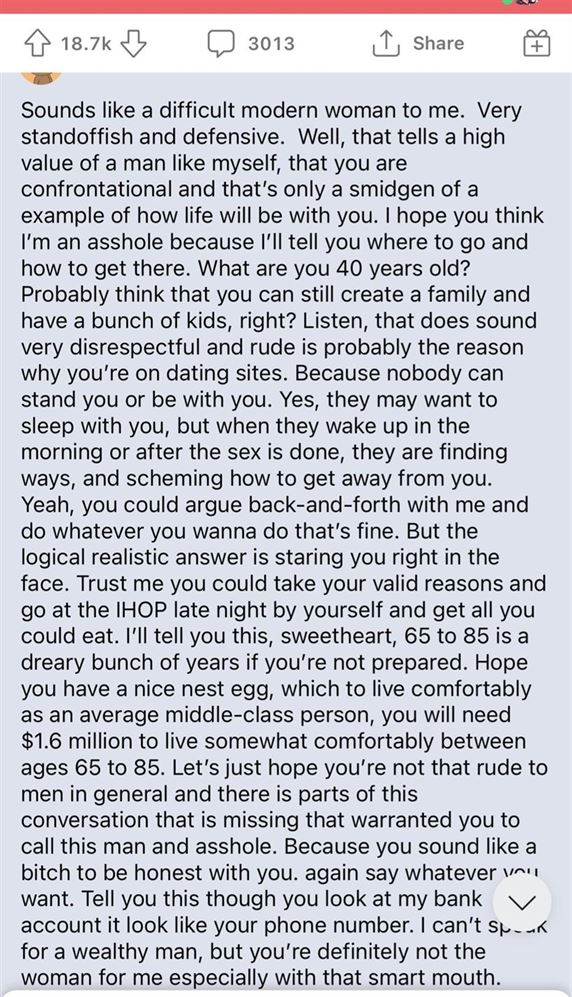 18.7k 3013 Share
Sounds like a difficult modern woman to me.  Very
standoffish and defensive.  Well, that tells a high
value of a man like myself, that you are
confrontational and that’s only a smidgen of a
example of how life will be with you. I hope you think
I’m an asshole because I’ll tell you where to go and
how to get there. What are you 40 years old?
Probably think that you can still create a family and
have a bunch of kids, right? Listen, that does sound
very disrespectful and rude is probably the reason
why you’re on dating sites. Because nobody can
stand you or be with you. Yes, they may want to
sleep with you, but when they wake up in the
morning or after the sex is done, they are finding
ways, and scheming how to get away from you.
Yeah, you could argue back-and-forth with me and
do whatever you wanna do that’s fine. But the
logical realistic answer is staring you right in the
face. Trust me you could take your valid reasons and
go at the IHOP late night by yourself and get all you
could eat. I’ll tell you this, sweetheart, 65 to 85 is a
dreary bunch of years if you’re not prepared. Hope
you have a nice nest egg, which to live comfortably
as an average middle-class person, you will need
$1.6 million to live somewhat comfortably between
ages 65 to 85. Let’s just hope you’re not that rude to
men in general and there is parts of this
conversation that is missing that warranted you to
call this man and asshole. Because you sound like a
bitch to be honest with you. again say whatever you
want. Tell you this though you look at my bank
account it look like your phone number. I can’t speak
for a wealthy man, but you’re definitely not the
woman for me especially with that smart mouth.